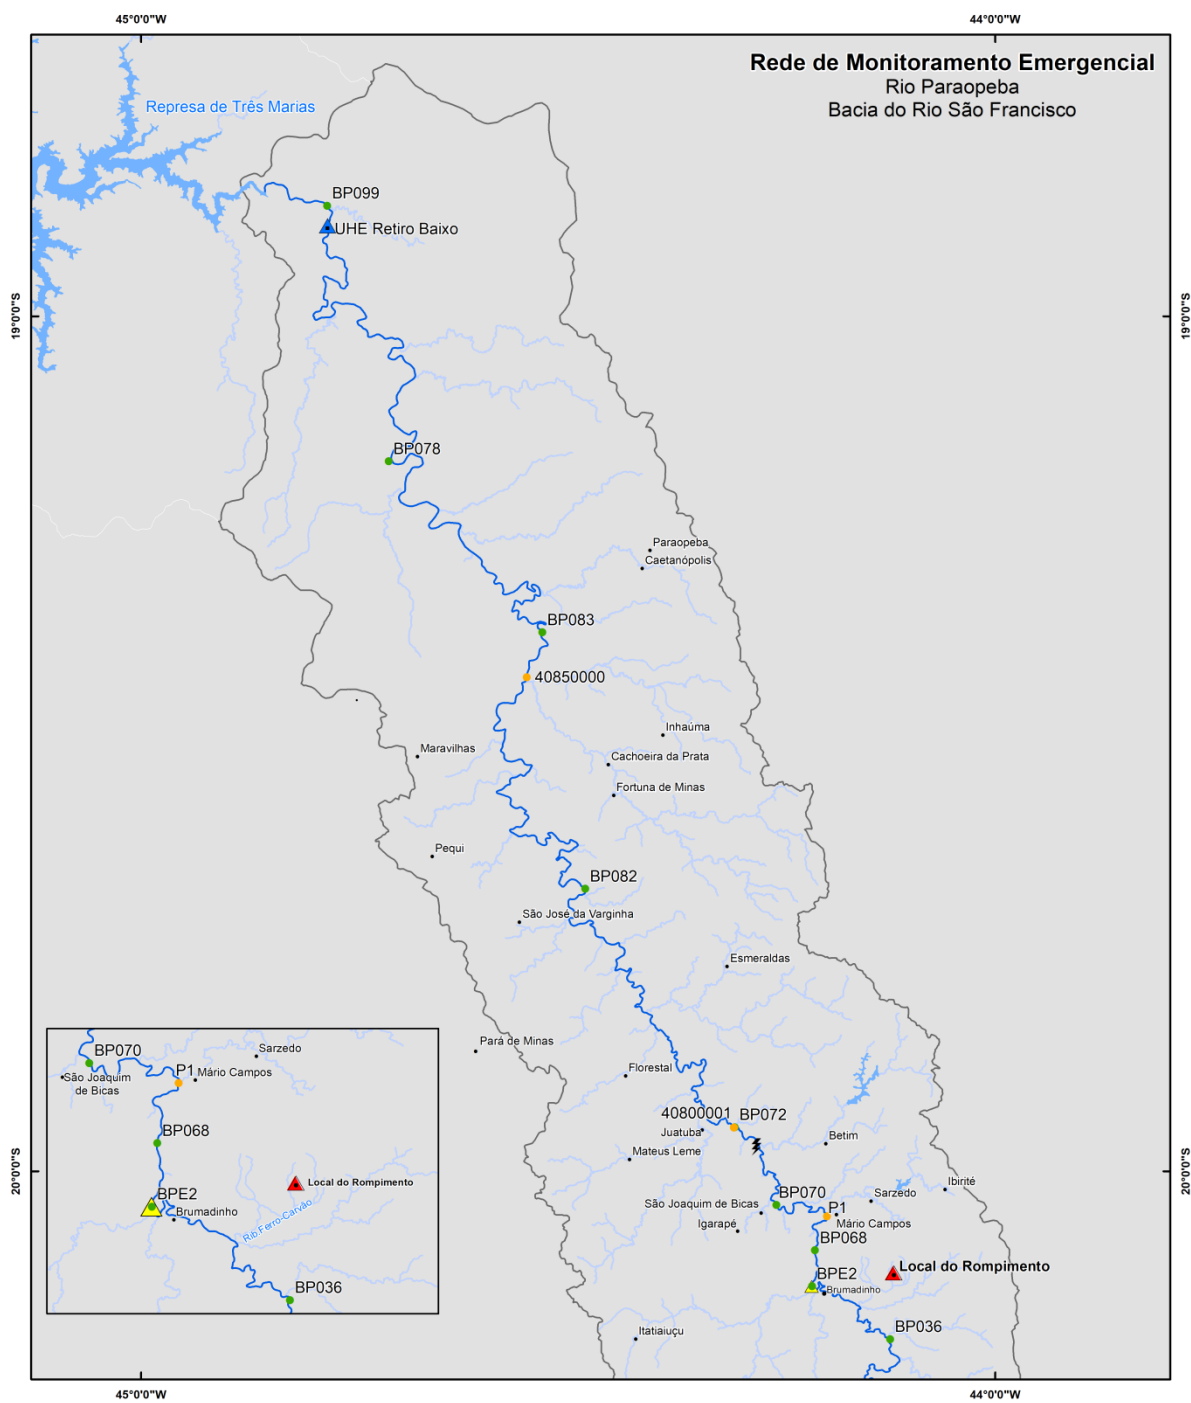 45°0'0"W
44°0'0"W
Rede de Monitoramento Emergencial
Rio Paraopeba
Bacia do Rio São Francisco
Represa de Três Marias
BP099
UHE Retiro Baixo
19°0'0"S
19°0'0"S
BP078
Paraopeba
Caetanópolis
BP083
40850000
Inhaúma
Maravilhas
Cachoeira da Prata
Fortuna de Minas
Pequi
BP082
São José da Varginha
Esmeraldas
Pará de Minas
Florestal
40800001
BP072
Juatuba
Betim
Mateus Leme
20°0'0"S
20°0'0"S
Ibirité
BP070
Sarzedo
São Joaquim de Bicas
P1
Igarapé
Mário Campos
BP068
Local do Rompimento
BPE2
Brumadinho
BP036
Itatiaiuçu
BP070
Sarzedo
P1
Mário Campos
São Joaquim
de Bicas
BP068
Local do Rompimento
BPE2
Brumadinho
Rib Ferro-Carvão
BP036
45°0'0"W
44°0'0"W